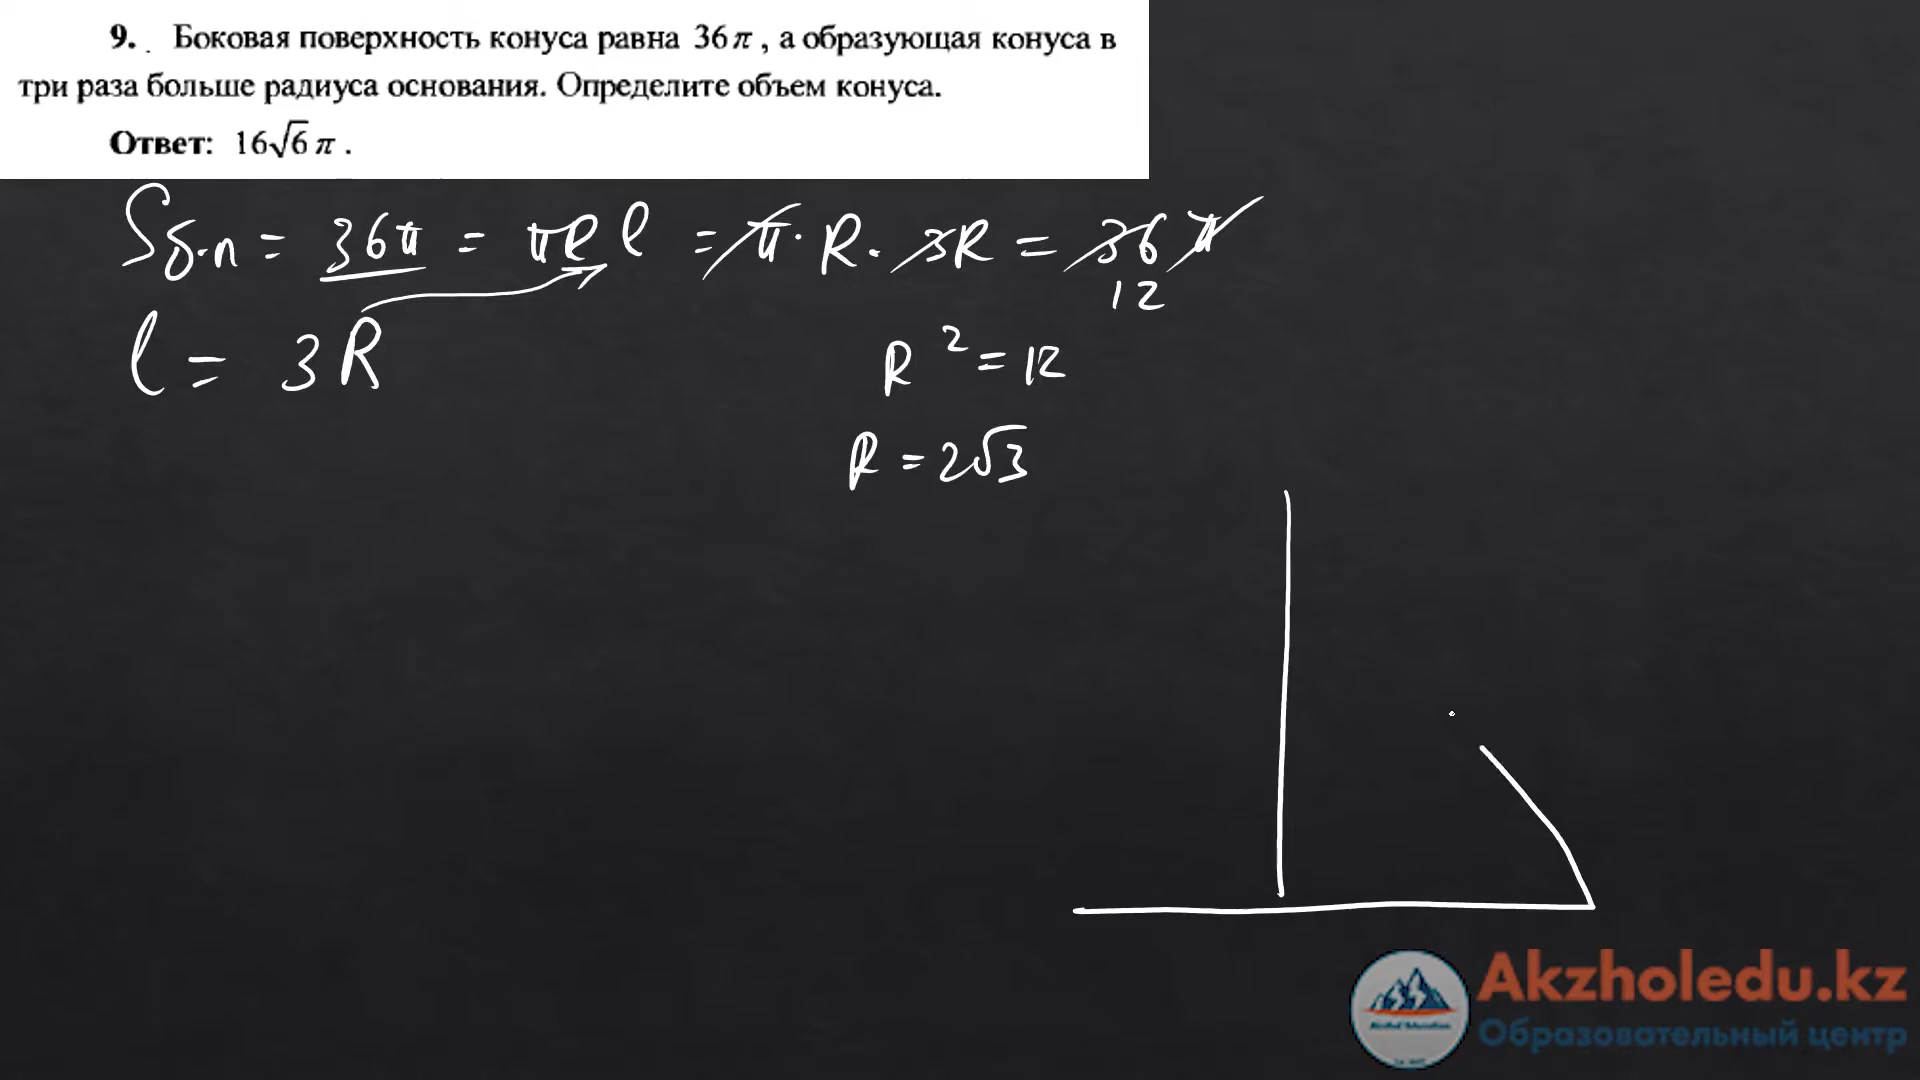 9. Боковая поверхность конуса равна 36π , а образующая конуса в
три раза больше радиуса основания. Определите объем конуса.
Ответ: 16√6 π .
Sб.п = 36π = πRl = π · R · 3R = 36π
12
l = 3R
R² = 12
R = 2√3
Akzholedu.kz
Образовательный центр